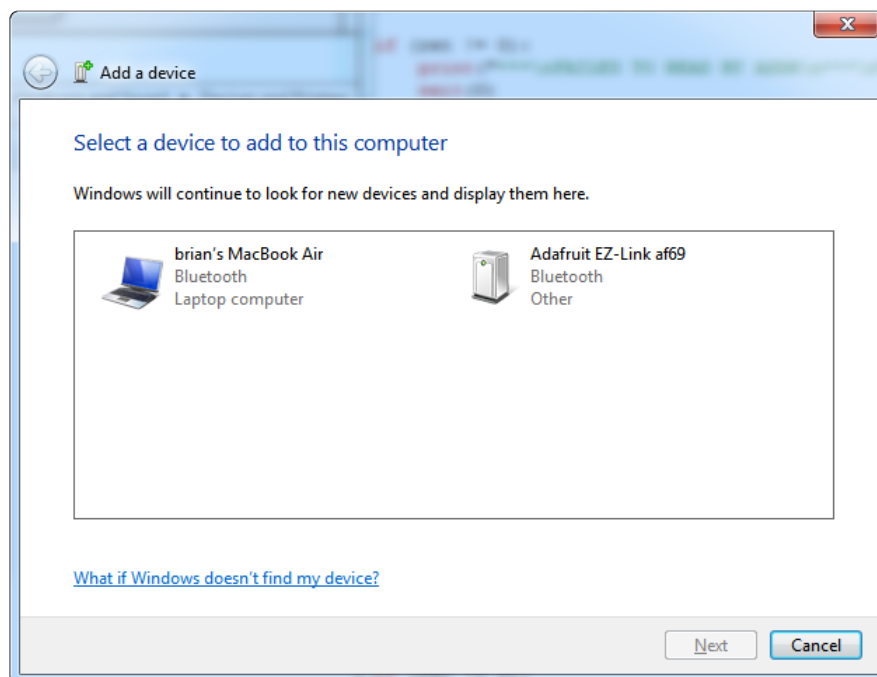 Add a device
Select a device to add to this computer
Windows will continue to look for new devices and display them here.
brian's MacBook Air
Bluetooth
Laptop computer
Adafruit EZ-Link af69
Bluetooth
Other
What if Windows doesn't find my device?
Next
Cancel